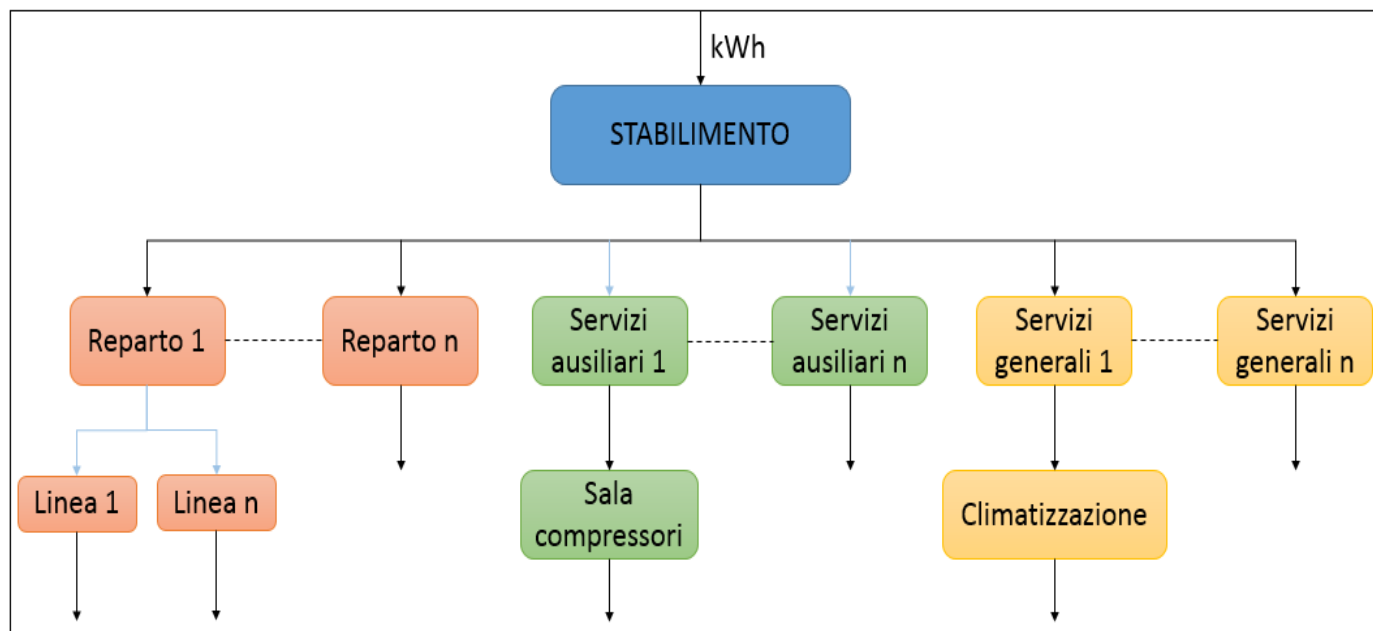 kWh
STABILIMENTO
Reparto 1
Reparto n
Servizi
ausiliari 1
Servizi
ausiliari n
Servizi
generali 1
Servizi
generali n
Linea 1
Linea n
Sala
compressori
Climatizzazione